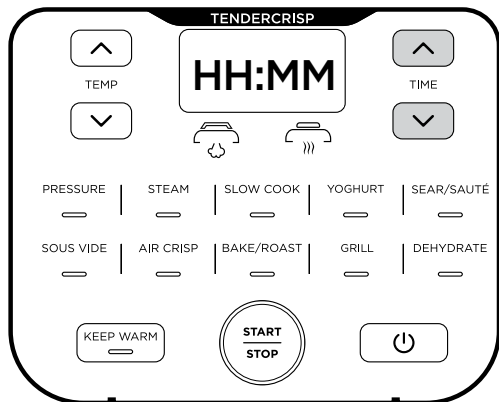 TENDERCRISP
HH:MM
TEMP
TIME
PRESSURE STEAM SLOW COOK YOGHURT SEAR/SAUTÉ
SOUS VIDE AIR CRISP BAKE/ROAST GRILL DEHYDRATE
KEEP WARM
START
STOP